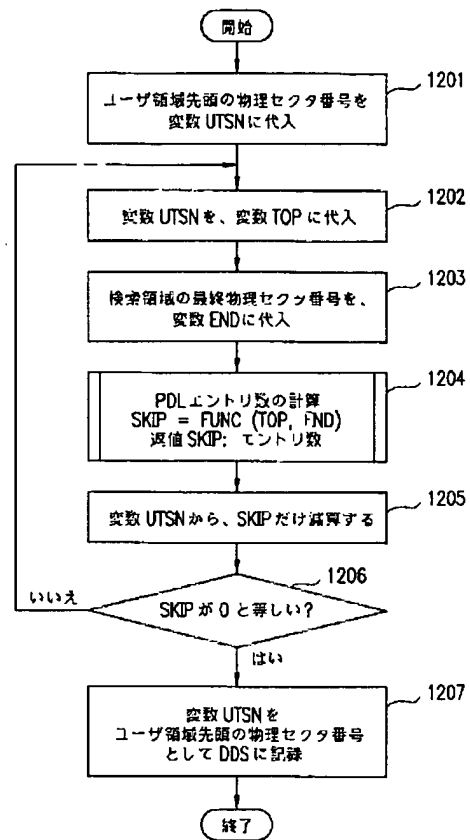 開始
1201
ユーザ領域先頭の物理セクタ番号を
変数 UTSN に代入
1202
変数 UTSN を、変数 TOP に代入
1203
検索領域の最終物理セクタ番号を、
変数 END に代入
1204
PDL エントリ数の計算
SKIP = FUNC (TOP, END)
返値 SKIP: エントリ数
1205
変数 UTSN から、SKIP だけ減算する
1206
いいえ
SKIP が 0 と等しい?
はい
1207
変数 UTSN を
ユーザ領域先頭の物理セクタ番号
として DDS に記録
終了